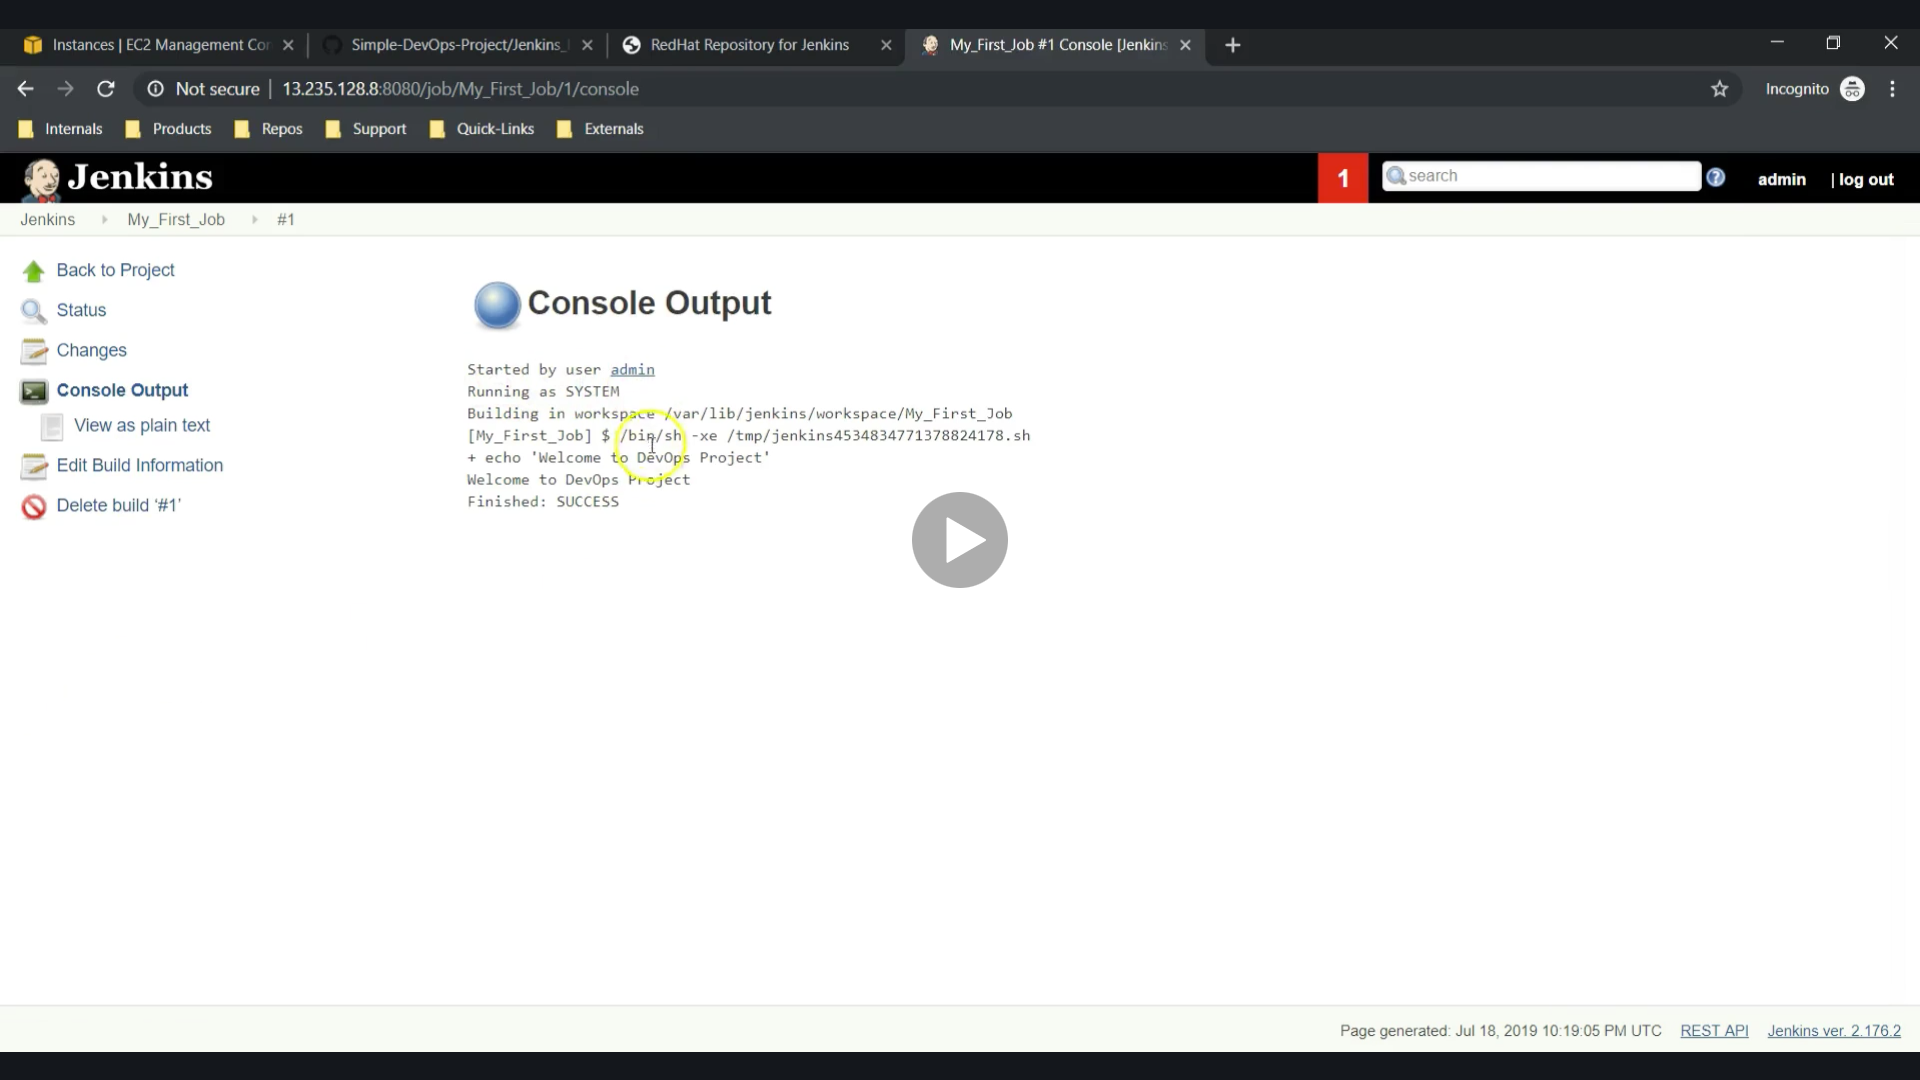 Instances | EC2 Management Con
Simple-DevOps-Project/Jenkins_
RedHat Repository for Jenkins
My_First_Job #1 Console [Jenkins
Not secure
13.235.128.8:8080/job/My_First_Job/1/console
Incognito
Internals
Products
Repos
Support
Quick-Links
Externals
Jenkins
1
search
admin
| log out
Jenkins
My_First_Job
#1
Back to Project
Status
Changes
Console Output
View as plain text
Edit Build Information
Delete build ‘#1’
Console Output
Started by user admin
Running as SYSTEM
Building in workspace /var/lib/jenkins/workspace/My_First_Job
[My_First_Job] $ /bin/sh -xe /tmp/jenkins4534834771378824178.sh
+ echo 'Welcome to DevOps Project'
Welcome to DevOps Project
Finished: SUCCESS
Page generated: Jul 18, 2019 10:19:05 PM UTC
REST API
Jenkins ver. 2.176.2